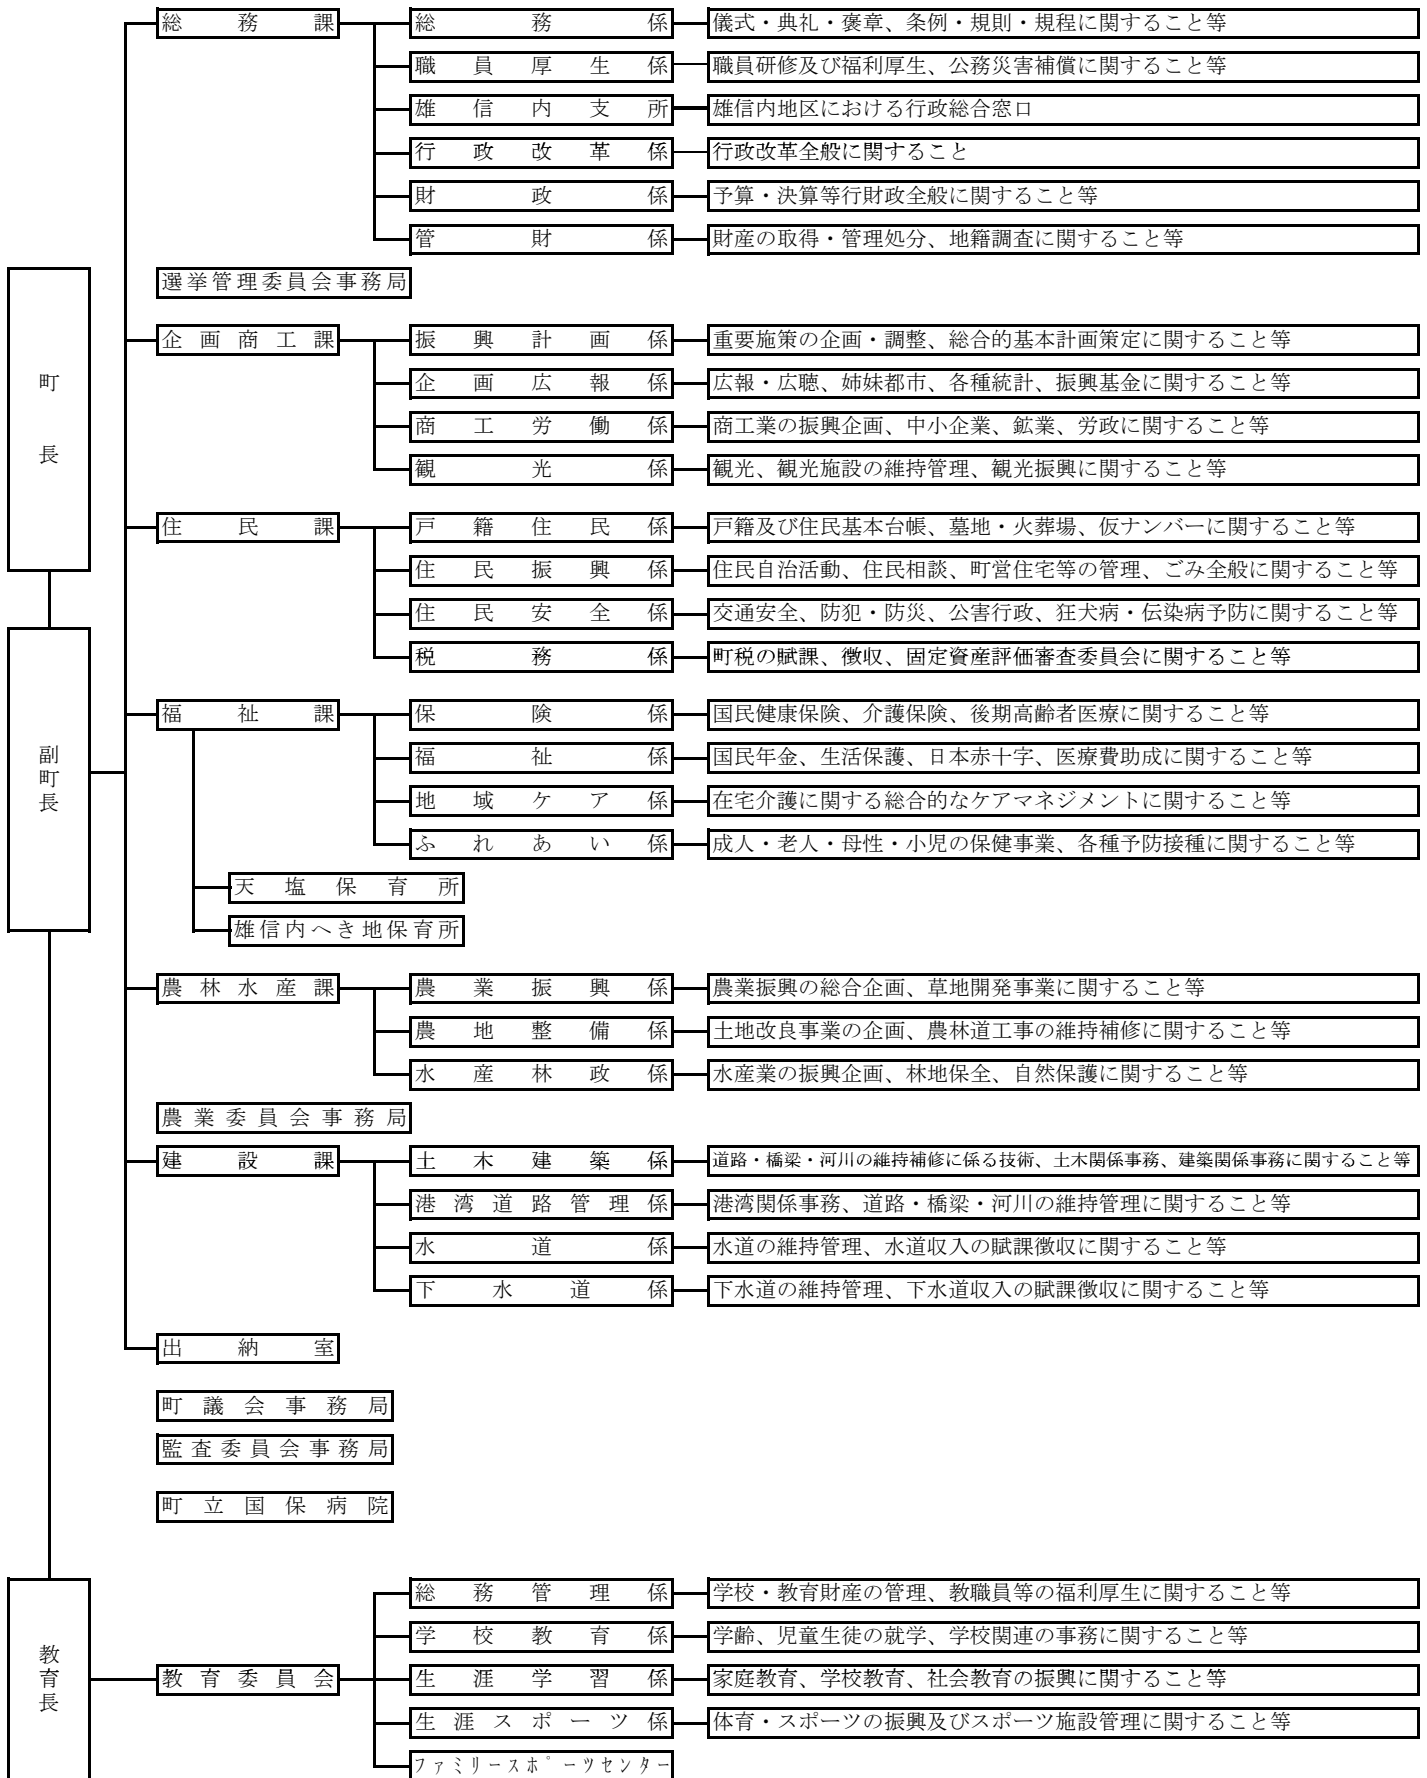 総務課 総務係 儀式・典礼・褒章、条例・規則・規程に関すること等
職員厚生係 職員研修及び福利厚生、公務災害補償に関すること等
雄信内支所 雄信内地区における行政総合窓口
行政改革係 行政改革全般に関すること
財政係 予算・決算等行財政全般に関すること等
管財係 財産の取得・管理処分、地籍調査に関すること等
選挙管理委員会事務局
町長
企画商工課 振興計画係 重要施策の企画・調整、総合的基本計画策定に関すること等
企画広報係 広報・広聴、姉妹都市、各種統計、振興基金に関すること等
商工労働係 商工業の振興企画、中小企業、鉱業、労政に関すること等
観光係 観光、観光施設の維持管理、観光振興に関すること等
住民課 戸籍住民係 戸籍及び住民基本台帳、墓地・火葬場、仮ナンバーに関すること等
住民振興係 住民自治活動、住民相談、町営住宅等の管理、ごみ全般に関すること等
住民安全係 交通安全、防犯・防災、公害行政、狂犬病・伝染病予防に関すること等
税務係 町税の賦課、徴収、固定資産評価審査委員会に関すること等
副町長
福祉課 保険係 国民健康保険、介護保険、後期高齢者医療に関すること等
福祉係 国民年金、生活保護、日本赤十字、医療費助成に関すること等
地域ケア係 在宅介護に関する総合的なケアマネジメントに関すること等
ふれあい係 成人・老人・母性・小児の保健事業、各種予防接種に関すること等
天塩保育所
雄信内へき地保育所
農林水産課 農業振興係 農業振興の総合企画、草地開発事業に関すること等
農地整備係 土地改良事業の企画、農林道工事の維持補修に関すること等
水産林政係 水産業の振興企画、林地保全、自然保護に関すること等
農業委員会事務局
建設課 土木建築係 道路・橋梁・河川の維持補修に係る技術、土木関係事務、建築関係事務に関すること等
港湾道路管理係 港湾関係事務、道路・橋梁・河川の維持管理に関すること等
水道係 水道の維持管理、水道収入の賦課徴収に関すること等
下水道係 下水道の維持管理、下水道収入の賦課徴収に関すること等
出納室
町議会事務局
監査委員会事務局
町立国保病院
教育長
総務管理係 学校・教育財産の管理、教職員等の福利厚生に関すること等
学校教育係 学齢、児童生徒の就学、学校関連の事務に関すること等
教育委員会 生涯学習係 家庭教育、学校教育、社会教育の振興に関すること等
生涯スポーツ係 体育・スポーツの振興及びスポーツ施設管理に関すること等
ファミリースポーツセンター